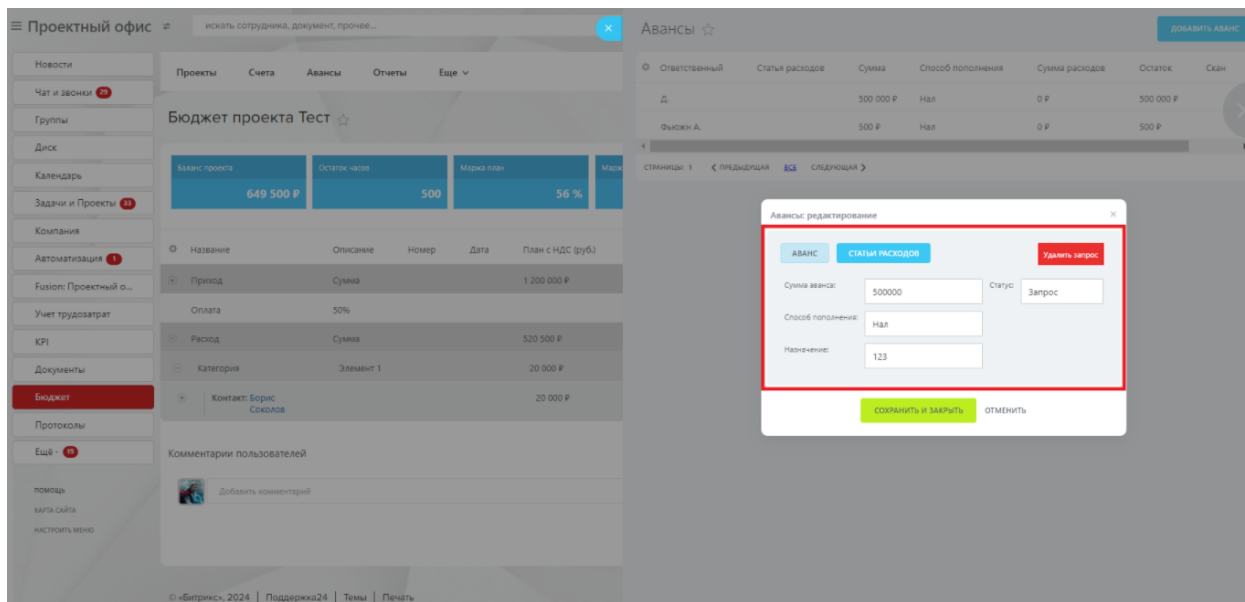 Проектный офис
искать сотрудника, документ, прочее...
Новости
Чат и звонки 29
Группы
Диск
Календарь
Задачи и Проекты 33
Компания
Автоматизация 1
Fusion: Проектный о...
Учет трудозатрат
KPI
Документы
Бюджет
Протоколы
Ещё - 19
ПОМОЩЬ
КАРТА САЙТА
НАСТРОИТЬ МЕНЮ
Проекты Счета Авансы Отчеты Еще
Бюджет проекта Тест
Баланс проекта Остаток часов Маржа план Марж
649 500 ₽ 500 56 %
Название Описание Номер Дата План с НДС (руб.)
Приход Сумма 1 200 000 ₽
Оплата 50%
Расход Сумма 520 500 ₽
Категория Элемент 1 20 000 ₽
Контакт: Борис 20 000 ₽
Соколов
Комментарии пользователей
Добавить комментарий
© «Битрикс», 2024 | Поддержка24 | Темы | Печать
Авансы
ДОБАВИТЬ АВАНС
Ответственный Статья расходов Сумма Способ пополнения Сумма расходов Остаток Скан
Д. 500 000 ₽ Нал 0 ₽ 500 000 ₽
Фьюжн А. 500 ₽ Нал 0 ₽ 500 ₽
СТРАНИЦЫ: 1 ПРЕДЫДУЩАЯ ВСЕ СЛЕДУЮЩАЯ
Авансы: редактирование
АВАНС СТАТЬИ РАСХОДОВ Удалить запрос
Сумма аванса: 500000 Статус: Запрос
Способ пополнения: Нал
Назначение: 123
СОХРАНИТЬ И ЗАКРЫТЬ ОТМЕНИТЬ